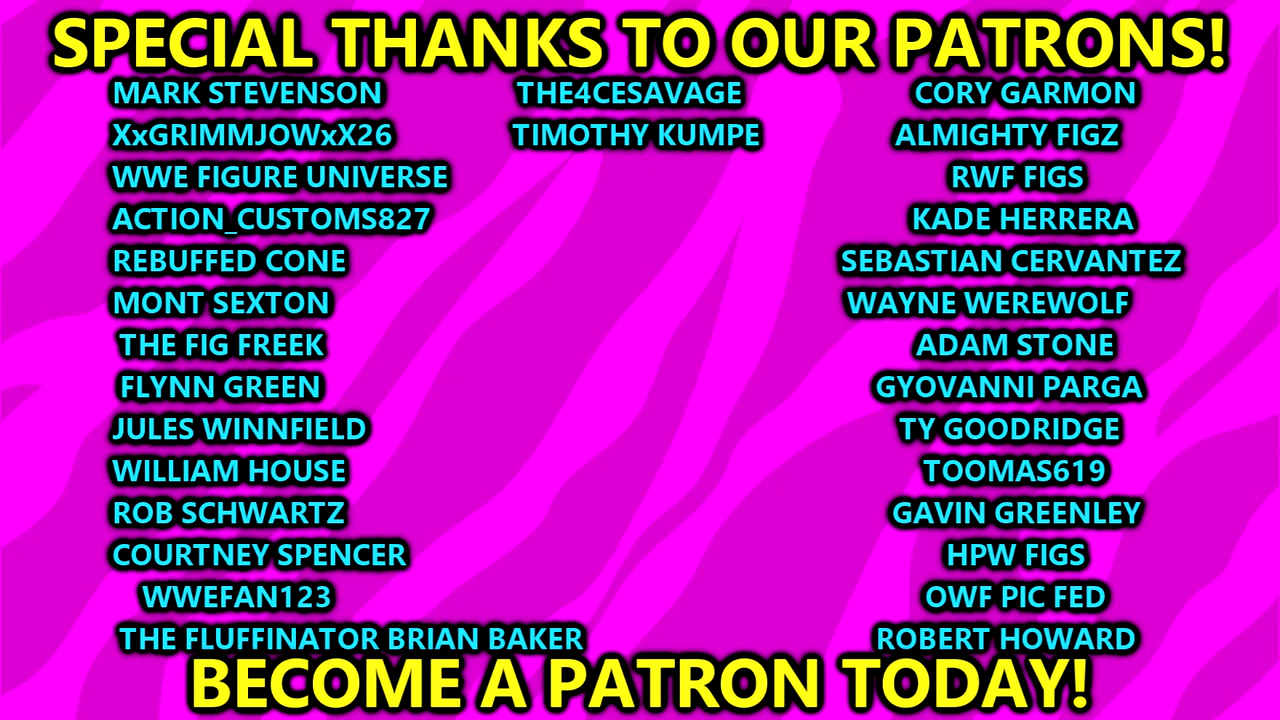 SPECIAL THANKS TO OUR PATRONS!
MARK STEVENSON
XxGRIMMJOWxX26
WWE FIGURE UNIVERSE
ACTION_CUSTOMS827
REBUFFED CONE
MONT SEXTON
THE FIG FREEK
FLYNN GREEN
JULES WINNFIELD
WILLIAM HOUSE
ROB SCHWARTZ
COURTNEY SPENCER
WWEFAN123
THE FLUFFINATOR BRIAN BAKER
THE4CESAVAGE
TIMOTHY KUMPE
CORY GARMON
ALMIGHTY FIGZ
RWF FIGS
KADE HERRERA
SEBASTIAN CERVANTEZ
WAYNE WEREWOLF
ADAM STONE
GYOVANNI PARGA
TY GOODRIDGE
TOOMAS619
GAVIN GREENLEY
HPW FIGS
OWF PIC FED
ROBERT HOWARD
BECOME A PATRON TODAY!